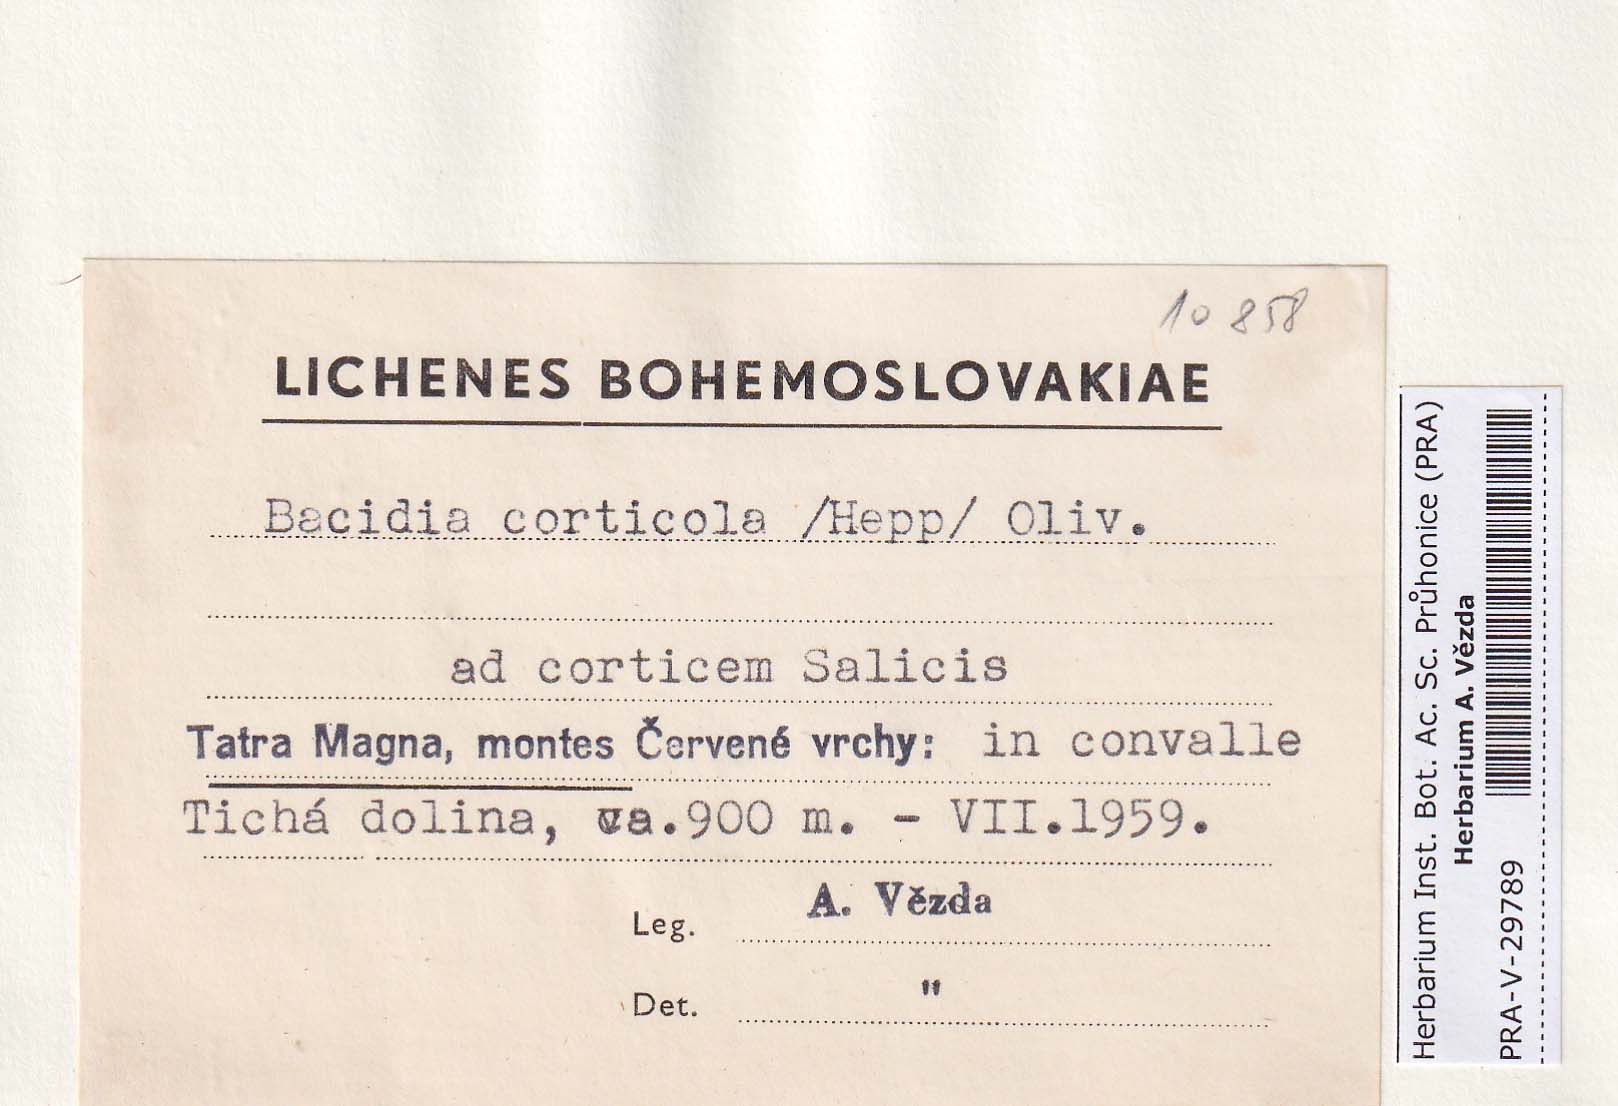 10 858
LICHENES BOHEMOSLOVAKIAE
Bacidia corticola /Hepp/ Oliv.
ad corticem Salicis
Tatra Magna, montes Červené vrchy: in convalle
Tichá dolina, ca.900 m. - VII.1959.
Leg. A. Vězda
Det. "
Herbarium Inst. Bot. Ac. Sc. Průhonice (PRA)
Herbarium A. Vězda
PRA-V-29789